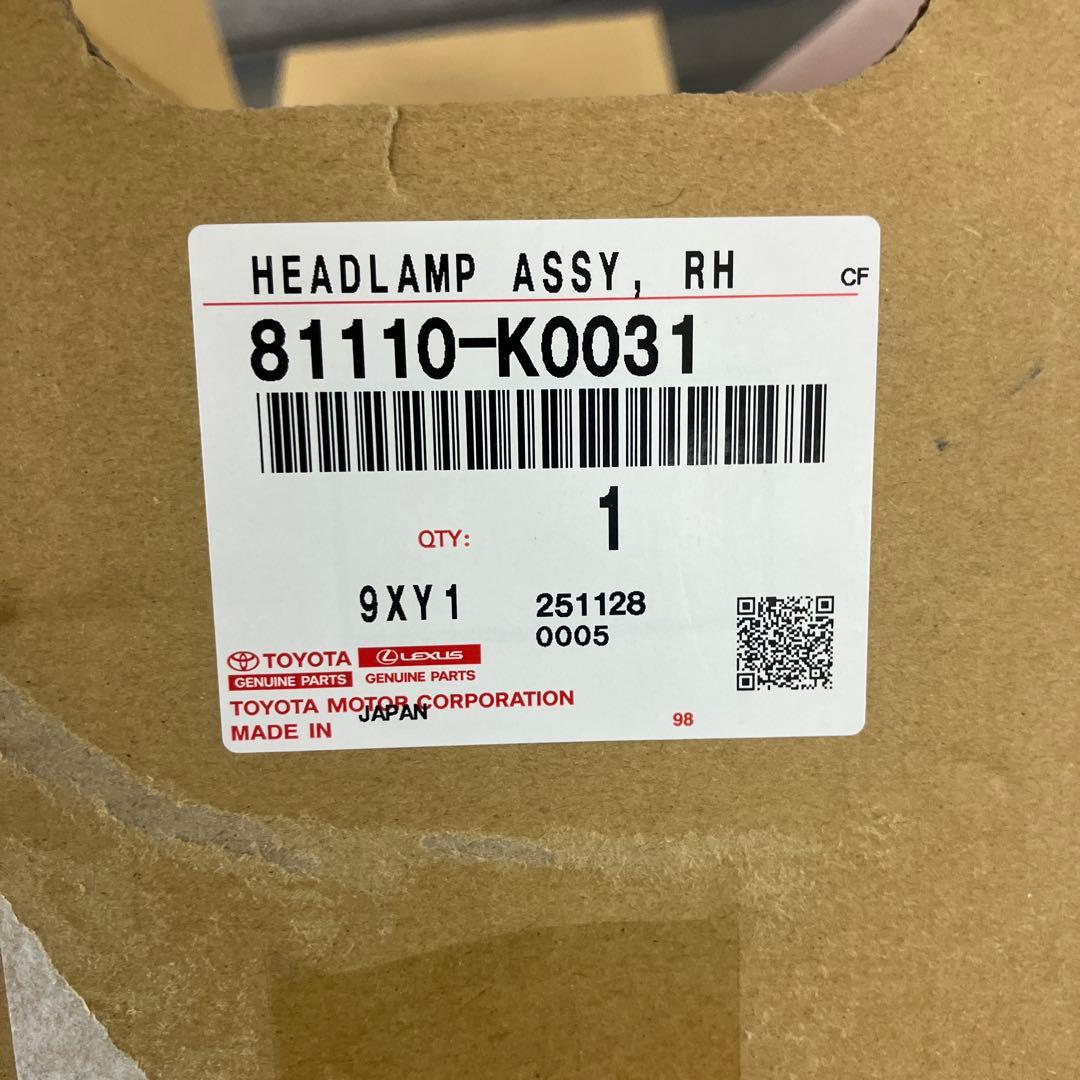 HEADLAMP ASSY, RH CF
81110-K0031
QTY: 1
9XY1 251128
0005
TOYOTA LEXUS
GENUINE PARTS GENUINE PARTS
TOYOTA MOTOR CORPORATION
MADE IN JAPAN
98